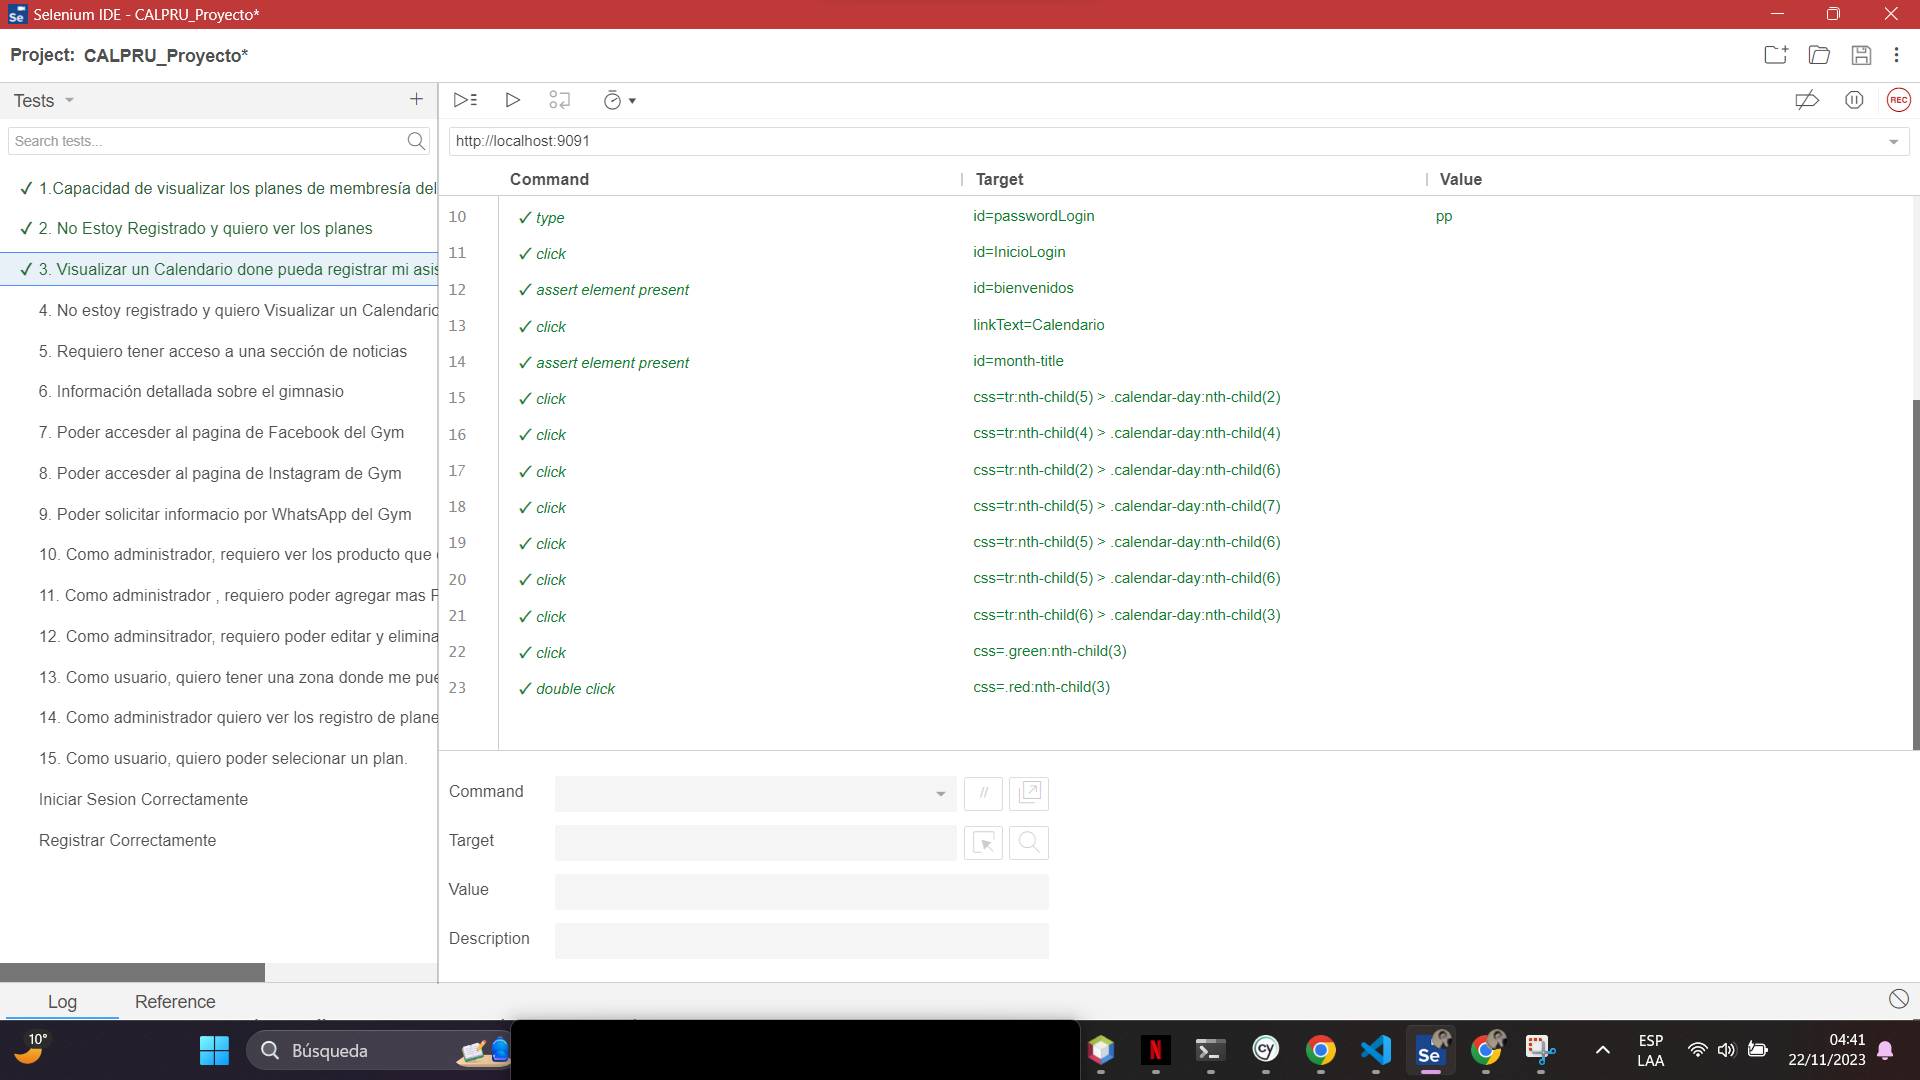 Selenium IDE - CALPRU_Proyecto*
Project: CALPRU_Proyecto*
Tests
Search tests...
REC
http://localhost:9091
Command Target Value
✓ 1.Capacidad de visualizar los planes de membresía del
✓ 2. No Estoy Registrado y quiero ver los planes
✓ 3. Visualizar un Calendario done pueda registrar mi asis
4. No estoy registrado y quiero Visualizar un Calendario
5. Requiero tener acceso a una sección de noticias
6. Información detallada sobre el gimnasio
7. Poder accesder al pagina de Facebook del Gym
8. Poder accesder al pagina de Instagram de Gym
9. Poder solicitar informacio por WhatsApp del Gym
10. Como administrador, requiero ver los producto que
11. Como administrador , requiero poder agregar mas P
12. Como adminsitrador, requiero poder editar y elimina
13. Como usuario, quiero tener una zona donde me pue
14. Como administrador quiero ver los registro de plane
15. Como usuario, quiero poder selecionar un plan.
Iniciar Sesion Correctamente
Registrar Correctamente
10 ✓ type id=passwordLogin pp
11 ✓ click id=InicioLogin
12 ✓ assert element present id=bienvenidos
13 ✓ click linkText=Calendario
14 ✓ assert element present id=month-title
15 ✓ click css=tr:nth-child(5) > .calendar-day:nth-child(2)
16 ✓ click css=tr:nth-child(4) > .calendar-day:nth-child(4)
17 ✓ click css=tr:nth-child(2) > .calendar-day:nth-child(6)
18 ✓ click css=tr:nth-child(5) > .calendar-day:nth-child(7)
19 ✓ click css=tr:nth-child(5) > .calendar-day:nth-child(6)
20 ✓ click css=tr:nth-child(5) > .calendar-day:nth-child(6)
21 ✓ click css=tr:nth-child(6) > .calendar-day:nth-child(3)
22 ✓ click css=.green:nth-child(3)
23 ✓ double click css=.red:nth-child(3)
Command //
Target
Value
Description
Log Reference
10°
Búsqueda
N
cy
Se
ESP
LAA
04:41
22/11/2023